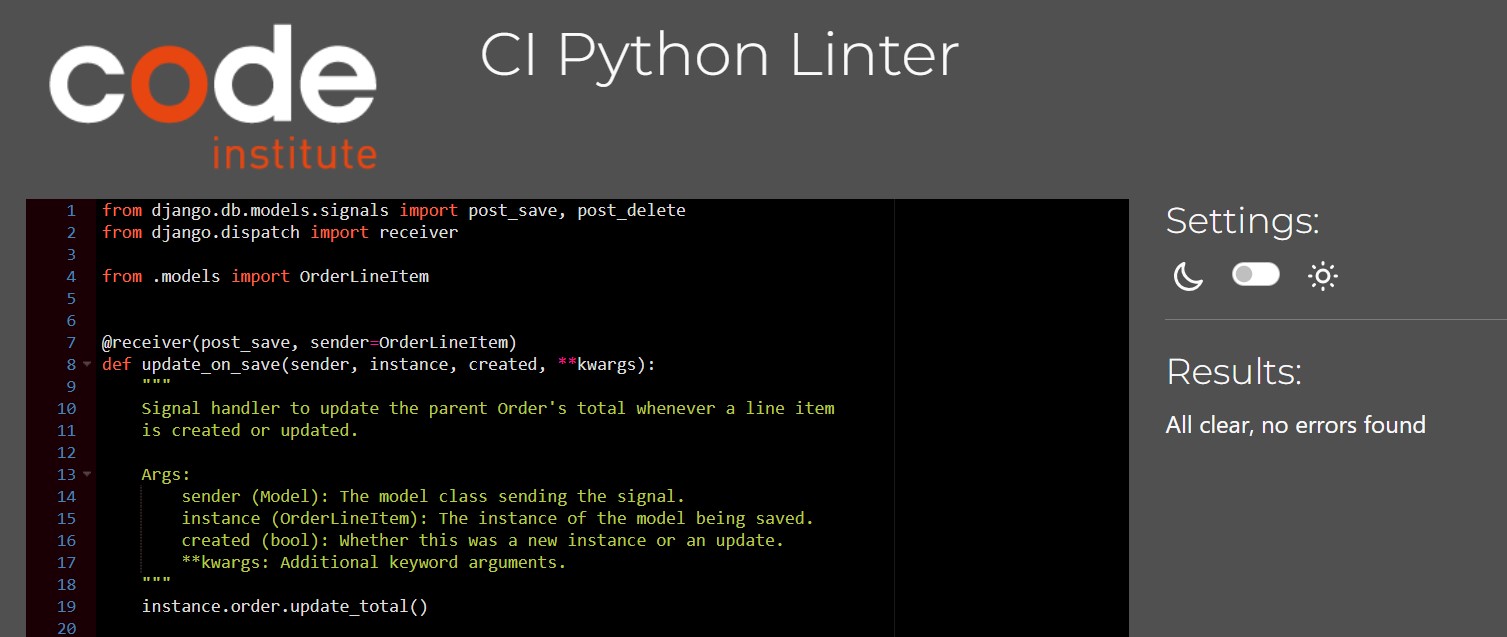 code
institute
CI Python Linter
1 from django.db.models.signals import post_save, post_delete
2 from django.dispatch import receiver
3
4 from .models import OrderLineItem
5
6
7 @receiver(post_save, sender=OrderLineItem)
8 def update_on_save(sender, instance, created, **kwargs):
9     """
10     Signal handler to update the parent Order's total whenever a line item
11     is created or updated.
12
13     Args:
14         sender (Model): The model class sending the signal.
15         instance (OrderLineItem): The instance of the model being saved.
16         created (bool): Whether this was a new instance or an update.
17         **kwargs: Additional keyword arguments.
18     """
19     instance.order.update_total()
20
Settings:
Results:
All clear, no errors found